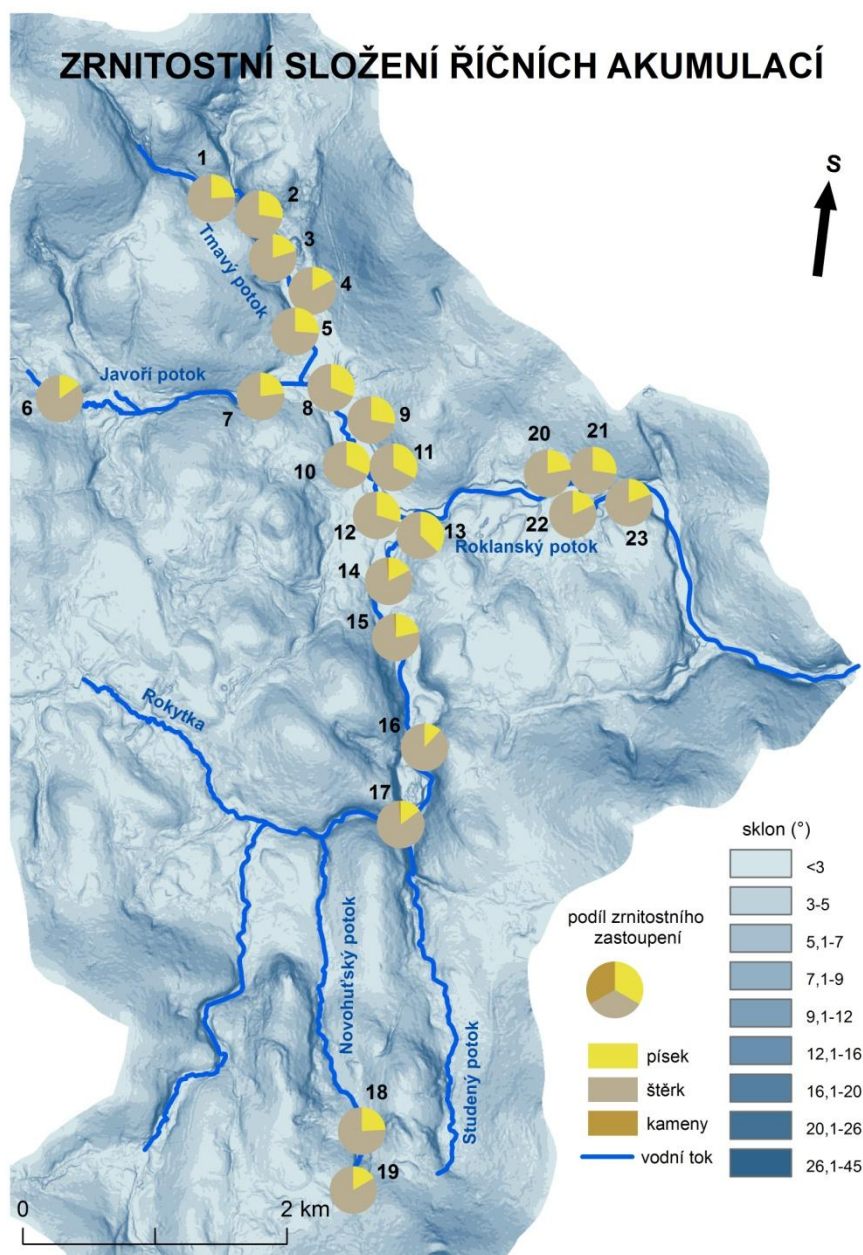 ZRNITOSTNÍ SLOŽENÍ ŘÍČNÍCH AKUMULACÍ
S
1
2
3
Tmavý potok
4
5
Javoří potok
6
7
8
9
10
11
20
21
12
13
22
23
Roklanský potok
14
15
Rokytka
16
17
Novohuťský potok
Studený potok
18
19
0
2 km
podíl zrnitostního
zastoupení
písek
štěrk
kameny
vodní tok
sklon (°)
<3
3-5
5,1-7
7,1-9
9,1-12
12,1-16
16,1-20
20,1-26
26,1-45